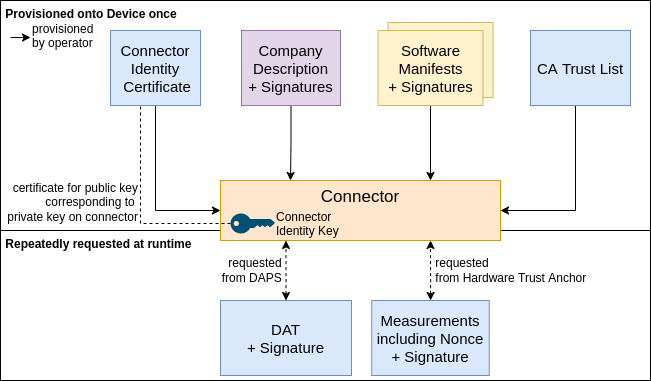 Provisioned onto Device once
provisioned
by operator
Connector
Identity
Certificate
Company
Description
+ Signatures
Software
Manifests
+ Signatures
CA Trust List
certificate for public key
corresponding to
private key on connector
Connector
Connector
Identity Key
Repeatedly requested at runtime
requested
from DAPS
requested
from Hardware Trust Anchor
DAT
+ Signature
Measurements
including Nonce
+ Signature